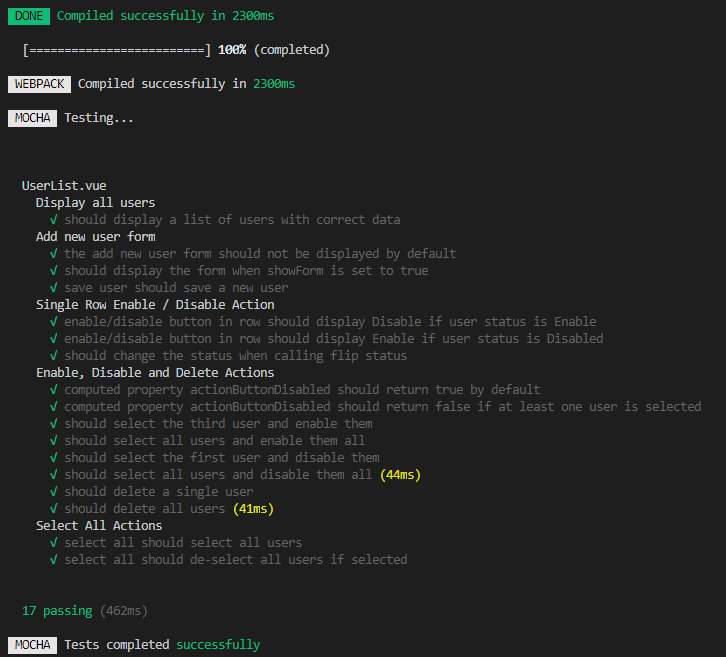 DONE Compiled successfully in 2300ms
[=========================] 100% (completed)
WEBPACK Compiled successfully in 2300ms
MOCHA Testing...
UserList.vue
Display all users
√ should display a list of users with correct data
Add new user form
√ the add new user form should not be displayed by default
√ should display the form when showForm is set to true
√ save user should save a new user
Single Row Enable / Disable Action
√ enable/disable button in row should display Disable if user status is Enable
√ enable/disable button in row should display Enable if user status is Disabled
√ should change the status when calling flip status
Enable, Disable and Delete Actions
√ computed property actionButtonDisabled should return true by default
√ computed property actionButtonDisabled should return false if at least one user is selected
√ should select the third user and enable them
√ should select all users and enable them all
√ should select the first user and disable them
√ should select all users and disable them all (44ms)
√ should delete a single user
√ should delete all users (41ms)
Select All Actions
√ select all should select all users
√ select all should de-select all users if selected
17 passing (462ms)
MOCHA Tests completed successfully